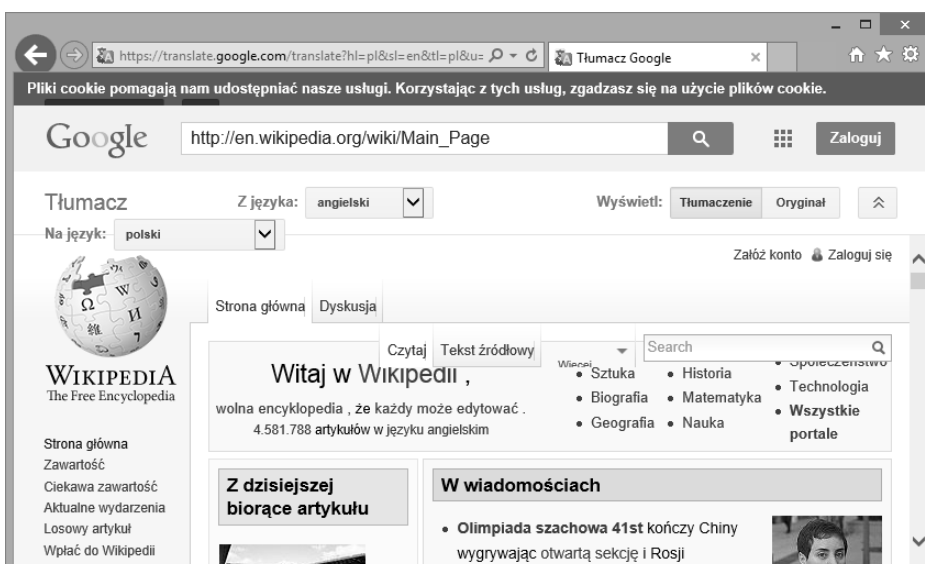 https://translate.google.com/translate?hl=pl&sl=en&tl=pl&u=
Tłumacz Google
Pliki cookie pomagają nam udostępniać nasze usługi. Korzystając z tych usług, zgadzasz się na użycie plików cookie.
Google
http://en.wikipedia.org/wiki/Main_Page
Zaloguj
Tłumacz
Z języka: angielski
Wyświetl: Tłumaczenie Oryginał
Na język: polski
Załóż konto Zaloguj się
Strona główna Dyskusja
Czytaj Tekst źródłowy
Więcej
Search
WIKIPEDIA
The Free Encyclopedia
Witaj w Wikipedii ,
wolna encyklopedia , że każdy może edytować .
4.581.788 artykułów w języku angielskim
• Sztuka
• Biografia
• Geografia
• Historia
• Matematyka
• Nauka
• Społeczeństwo
• Technologia
• Wszystkie
portale
Strona główna
Zawartość
Ciekawa zawartość
Aktualne wydarzenia
Losowy artykuł
Wpłać do Wikipedii
Z dzisiejszej
biorące artykułu
W wiadomościach
• Olimpiada szachowa 41st kończy Chiny
wygrywając otwartą sekcję i Rosji